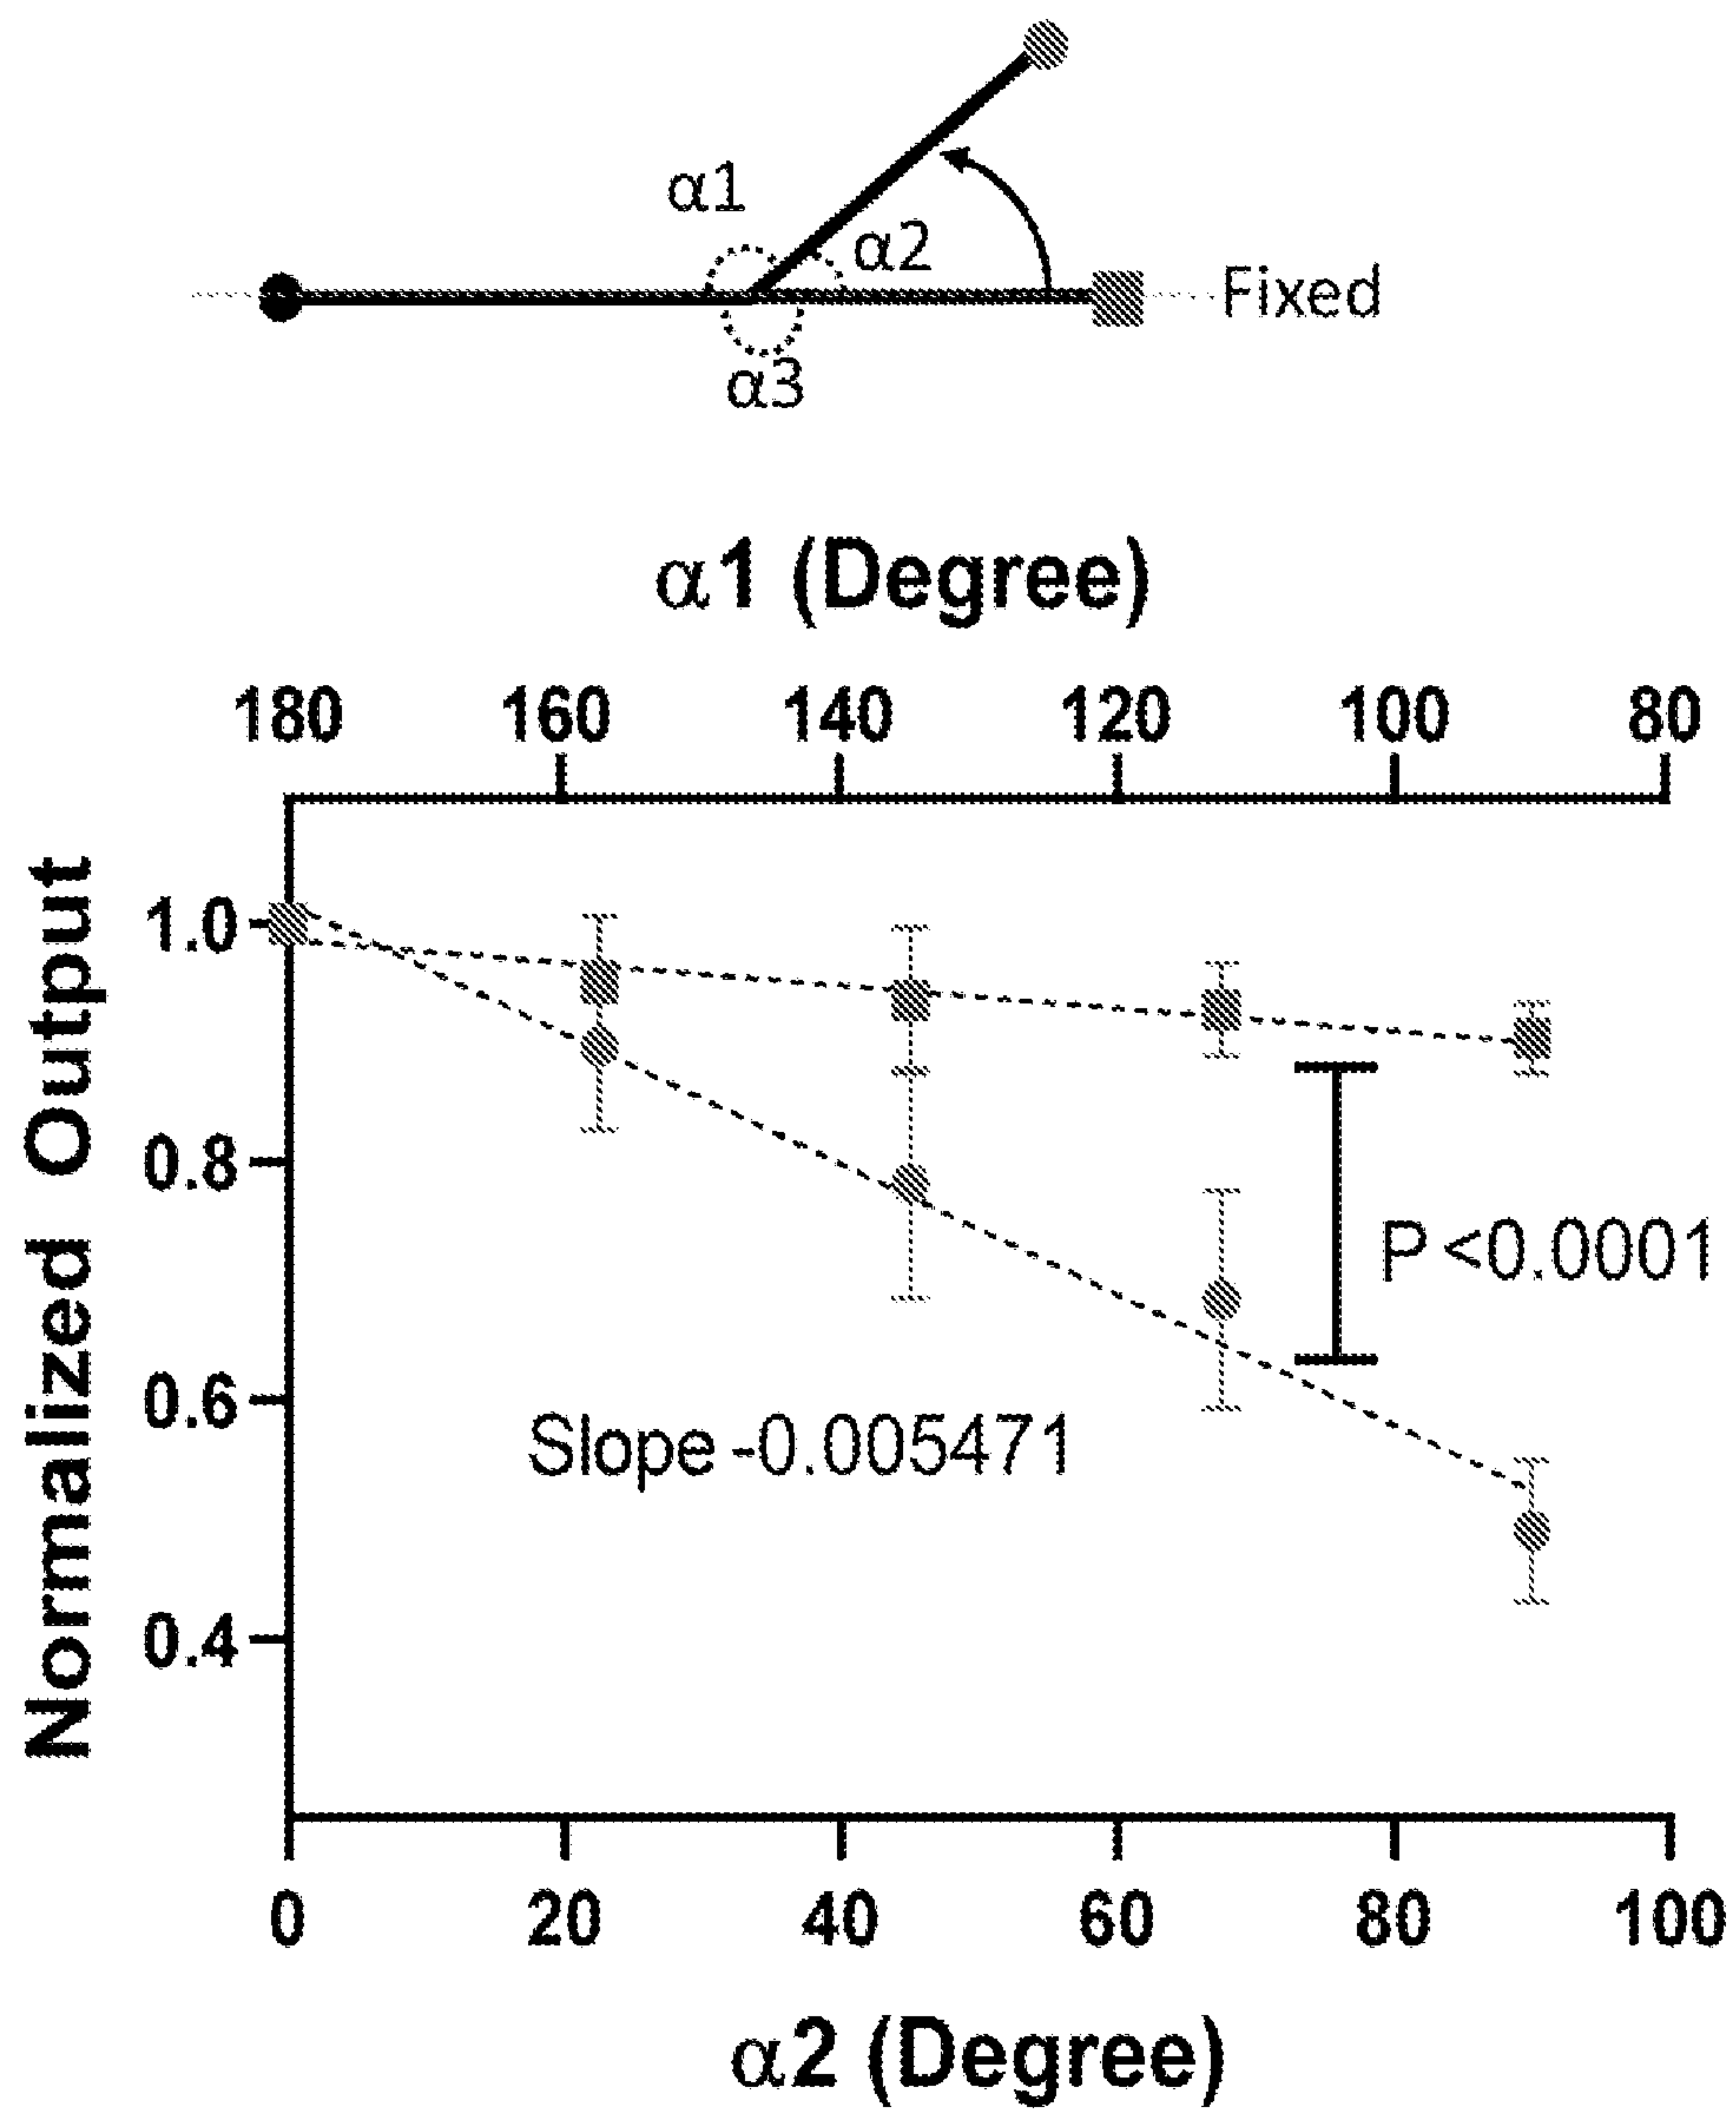 α1
α2
Fixed
α3
α1 (Degree)
180 160 140 120 100 80
Normalized Output
1.0
0.8
P <0.0001
0.6
Slope -0.005471
0.4
0 20 40 60 80 100
α2 (Degree)